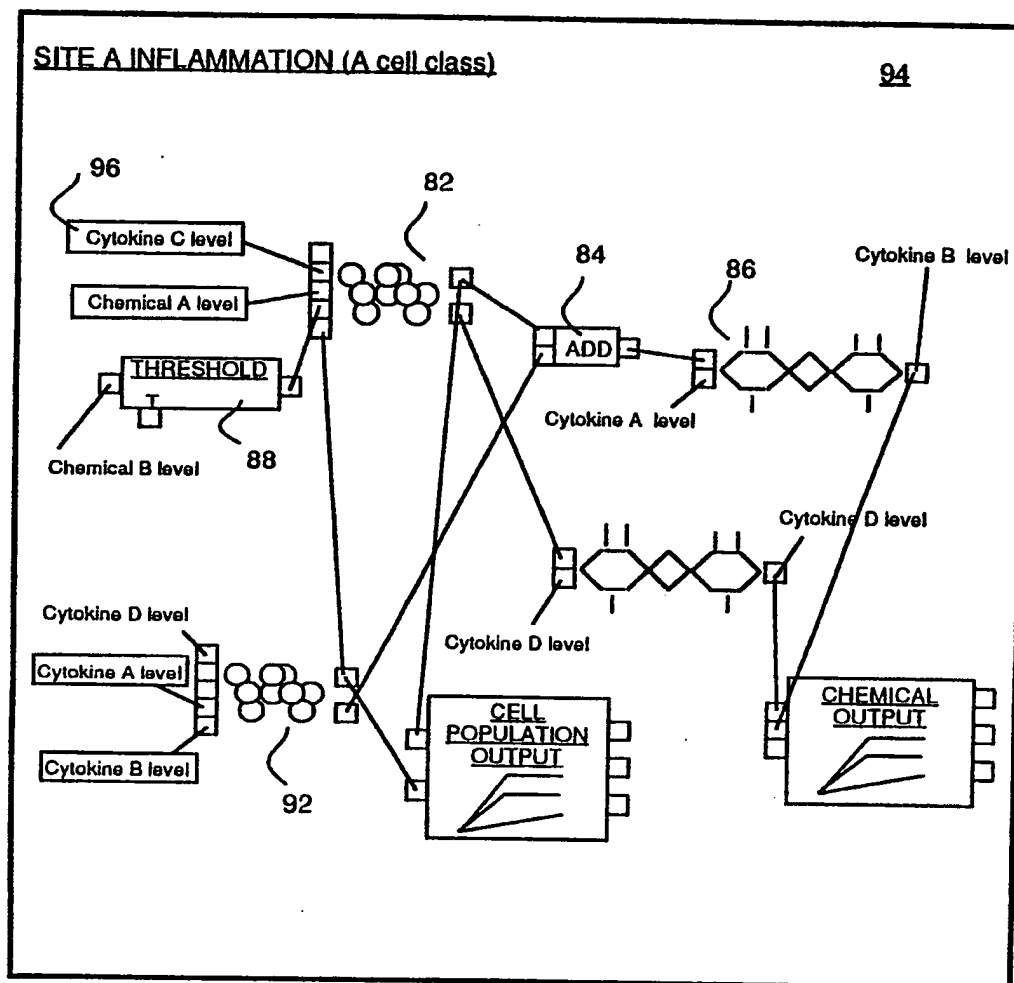 SITE A INFLAMMATION (A cell class)
94
96
82
Cytokine C level
84
Cytokine B level
86
Chemical A level
ADD
THRESHOLD
T
Cytokine A level
88
Chemical B level
Cytokine D level
Cytokine D level
Cytokine D level
Cytokine A level
CELL
POPULATION
OUTPUT
CHEMICAL
OUTPUT
Cytokine B level
92